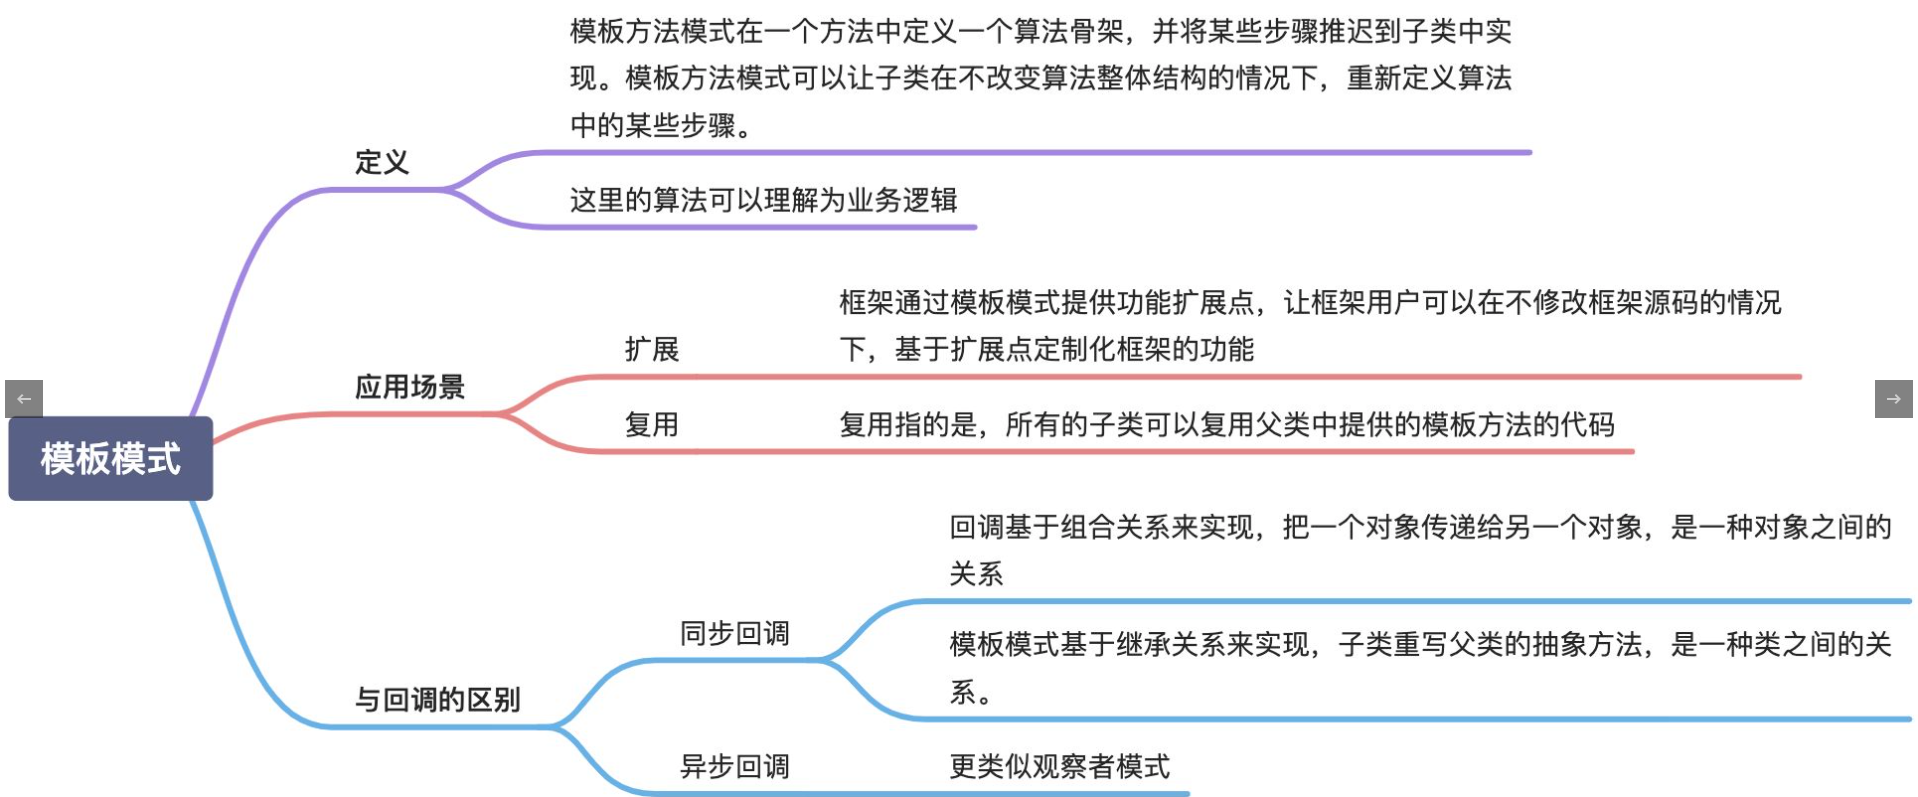 模板方法模式在一个方法中定义一个算法骨架，并将某些步骤推迟到子类中实
现。模板方法模式可以让子类在不改变算法整体结构的情况下，重新定义算法
中的某些步骤。
定义
这里的算法可以理解为业务逻辑
框架通过模板模式提供功能扩展点，让框架用户可以在不修改框架源码的情况
扩展
下，基于扩展点定制化框架的功能
应用场景
复用
复用指的是，所有的子类可以复用父类中提供的模板方法的代码
模板模式
回调基于组合关系来实现，把一个对象传递给另一个对象，是一种对象之间的
关系
同步回调
模板模式基于继承关系来实现，子类重写父类的抽象方法，是一种类之间的关
系。
与回调的区别
异步回调
更类似观察者模式